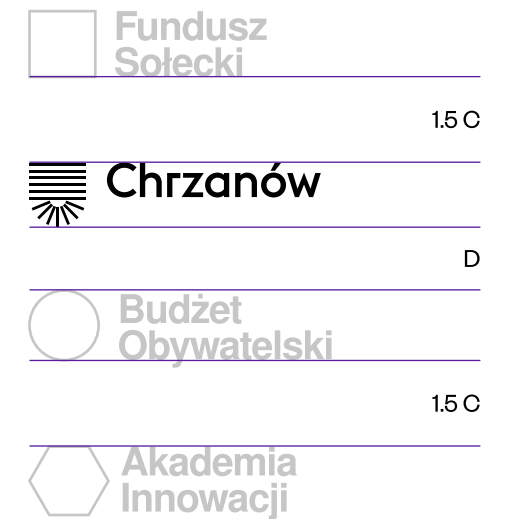 Fundusz
Sołecki
1.5 C
Chrzanów
D
Budżet
Obywatelski
1.5 C
Akademia
Innowacji